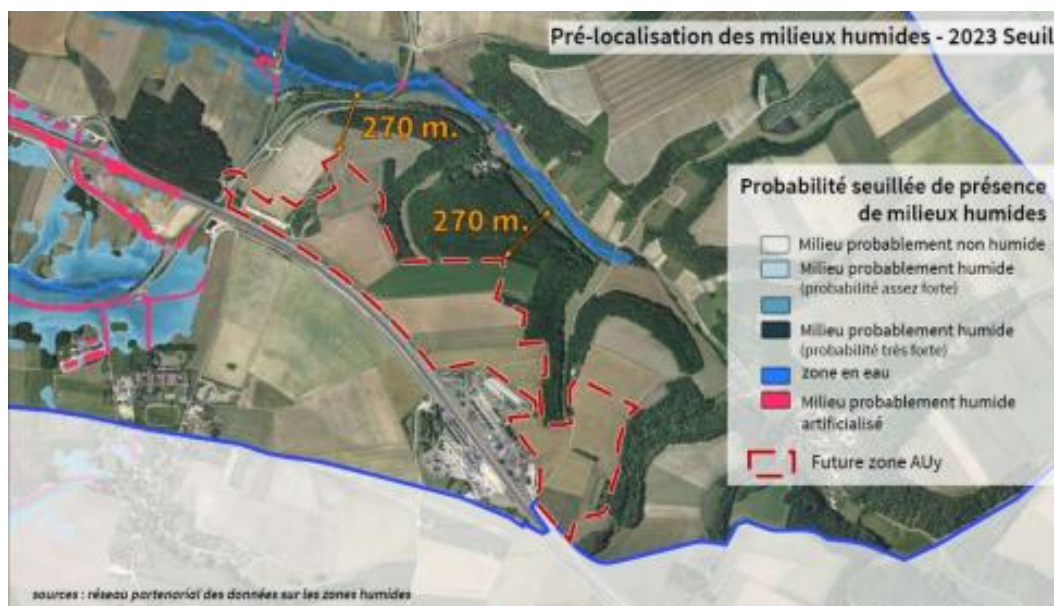 Pré-localisation des milieux humides - 2023 Seuil
270 m.
270 m.
Probabilité seuillée de présence
de milieux humides
Milieu probablement non humide
Milieu probablement humide
(probabilité assez forte)
Milieu probablement humide
(probabilité très forte)
zone en eau
Milieu probablement humide
artificialisé
Future zone AUy
sources : réseau partenarial des données sur les zones humides